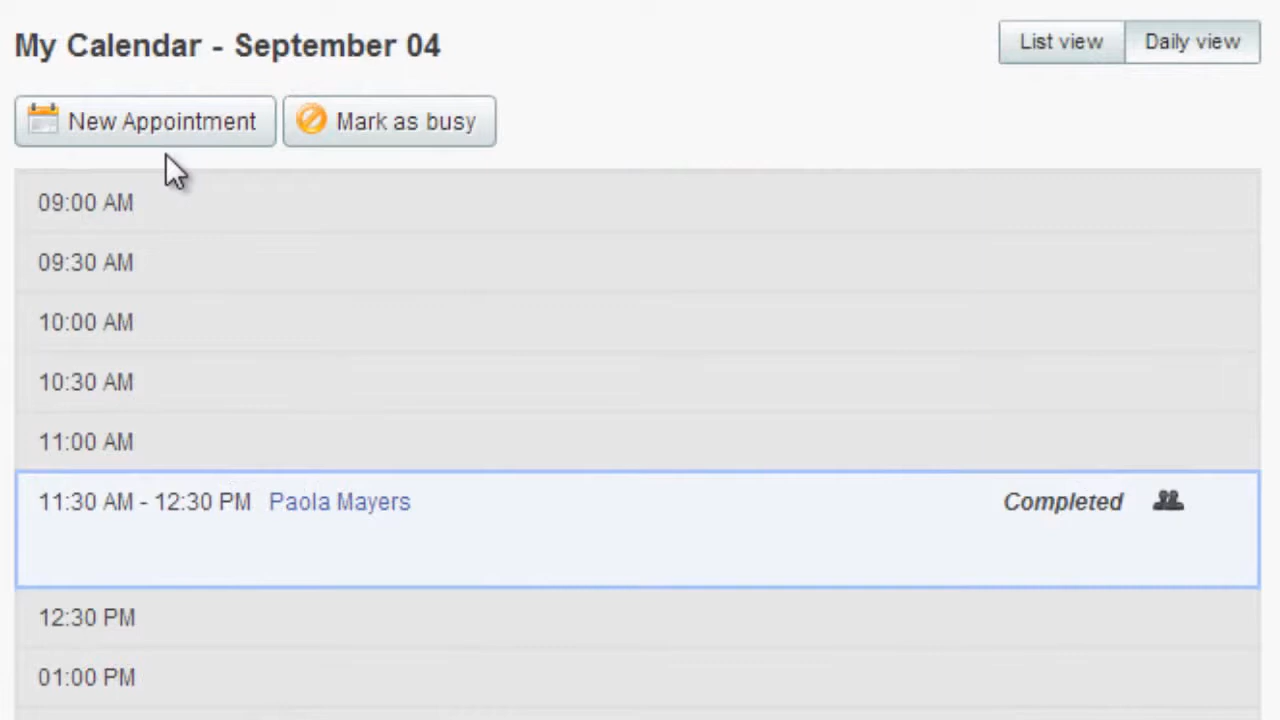 My Calendar - September 04
List view
Daily view
New Appointment
Mark as busy
09:00 AM
09:30 AM
10:00 AM
10:30 AM
11:00 AM
11:30 AM - 12:30 PM Paola Mayers Completed
12:30 PM
01:00 PM